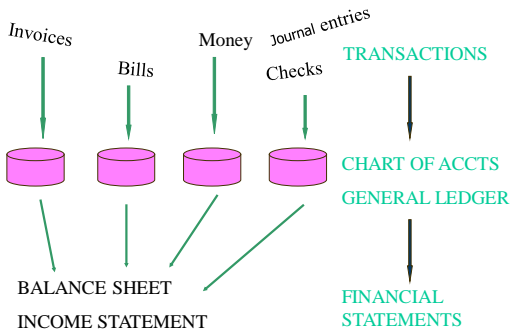 Invoices
Bills
Money
Journal entries
Checks
TRANSACTIONS
CHART OF ACCTS
GENERAL LEDGER
BALANCE SHEET
INCOME STATEMENT
FINANCIAL
STATEMENTS